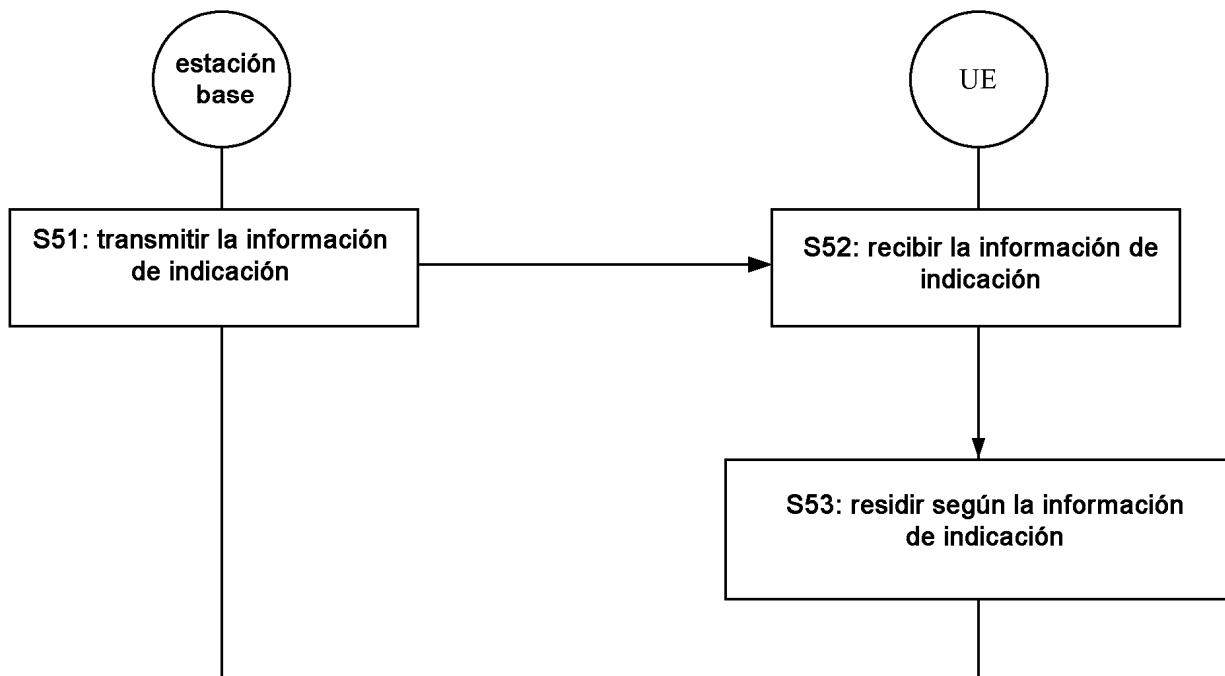 estación
base
UE
S51: transmitir la información
de indicación
S52: recibir la información de
indicación
S53: residir según la información
de indicación